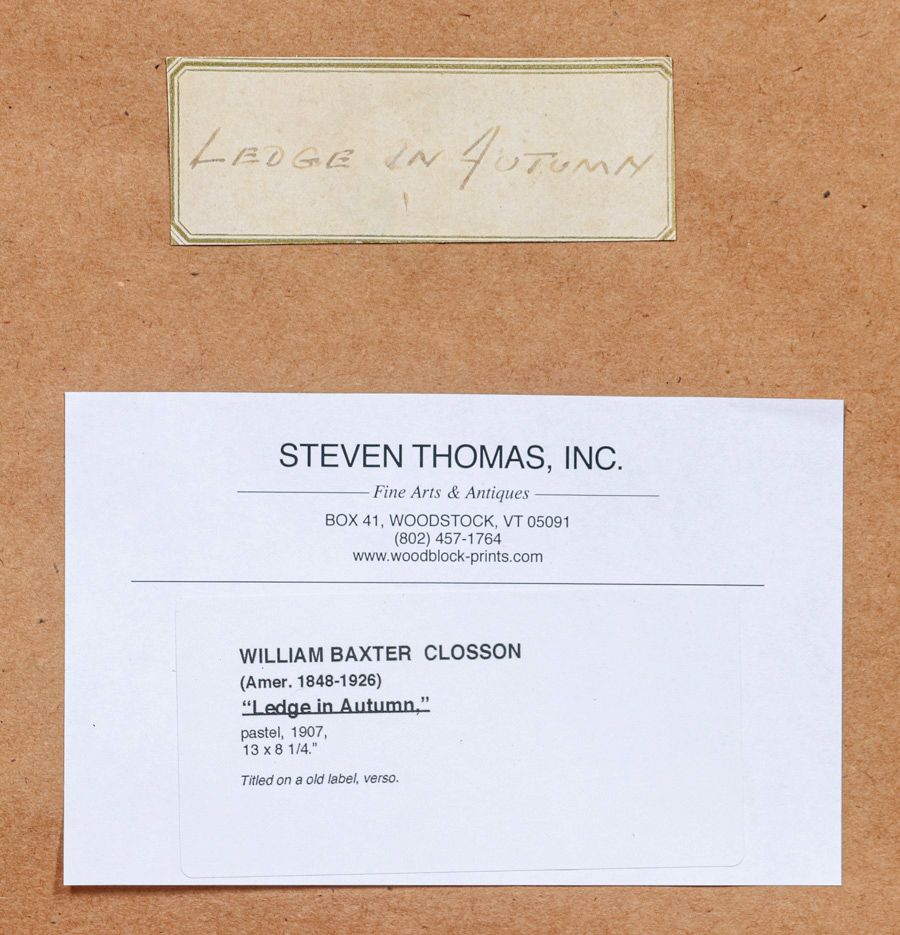 LEDGE IN AUTUMN
STEVEN THOMAS, INC.
Fine Arts & Antiques
BOX 41, WOODSTOCK, VT 05091
(802) 457-1764
www.woodblock-prints.com
WILLIAM BAXTER CLOSSON
(Amer. 1848-1926)
“Ledge in Autumn,”
pastel, 1907,
13 x 8 1/4."
Titled on a old label, verso.